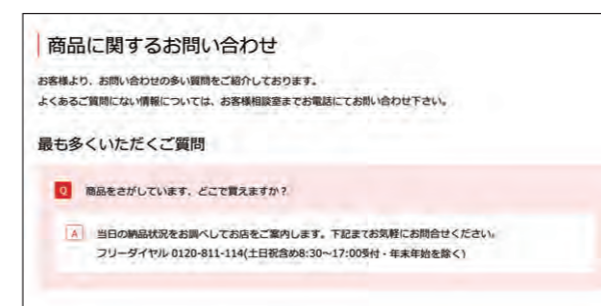 商品に関するお問い合わせ
お客様より、お問い合わせの多い質問をご紹介しております。
よくあるご質問にない情報については、お客様相談室までお電話にてお問い合わせ下さい。
最も多くいただくご質問
Q 商品をさがしています、どこで買えますか？
A 当日の納品状況をお調べしてお店をご案内します。下記までお気軽にお問合せください。
フリーダイヤル 0120-811-114(土日祝含め8:30～17:00受付・年末年始を除く)